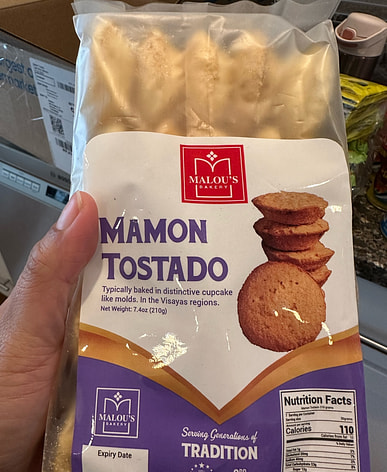 MALOU'S
BAKERY
MAMON
TOSTADO
Typically baked in distinctive cupcake
like molds. In the Visayas regions.
Net Weight: 7.4oz (210g)
MALOU'S
BAKERY
Expiry Date
Serving Generations of
TRADITION
Nutrition Facts
Calories 110